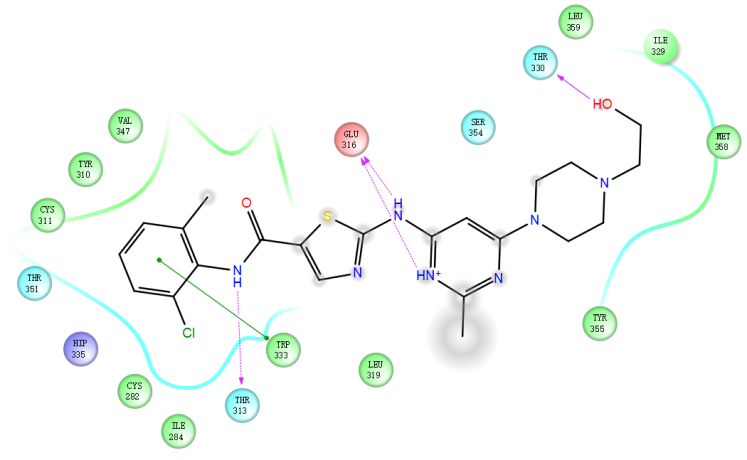 LEU
359
ILE
329
THR
330
HO
VAL
347
GLU
316
SER
354
MET
358
TYR
310
CYS
311
O
S
H
N
N
N
N
H
N
HN+
N
THR
351
Cl
HIP
335
TRP
333
TYR
355
LEU
319
CYS
282
THR
313
ILE
284